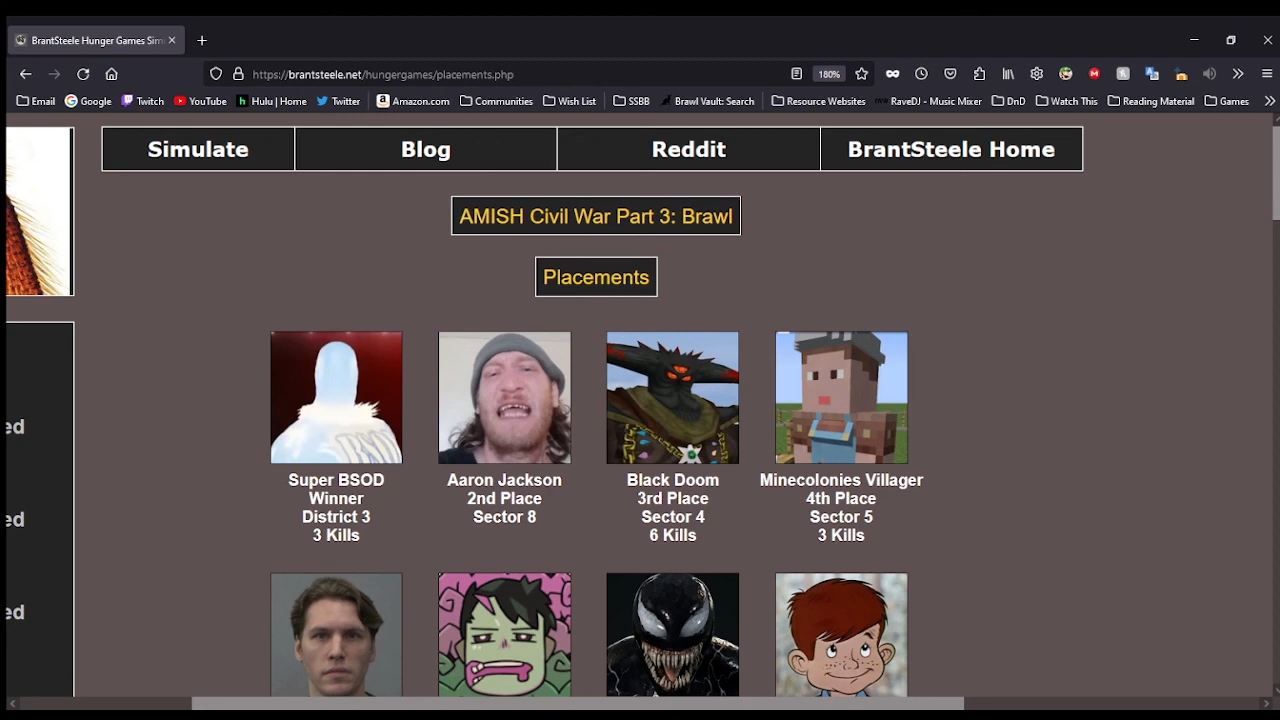 BrantSteele Hunger Games Sim
https://brantsteele.net/hungergames/placements.php
180%
Email
Google
Twitch
YouTube
Hulu | Home
Twitter
Amazon.com
Communities
Wish List
SSBB
Brawl Vault: Search
Resource Websites
RaveDJ - Music Mixer
DnD
Watch This
Reading Material
Games
Simulate
Blog
Reddit
BrantSteele Home
AMISH Civil War Part 3: Brawl
Placements
Super BSOD
Winner
District 3
3 Kills
Aaron Jackson
2nd Place
Sector 8
Black Doom
3rd Place
Sector 4
6 Kills
Minecolonies Villager
4th Place
Sector 5
3 Kills
ed
ed
ed